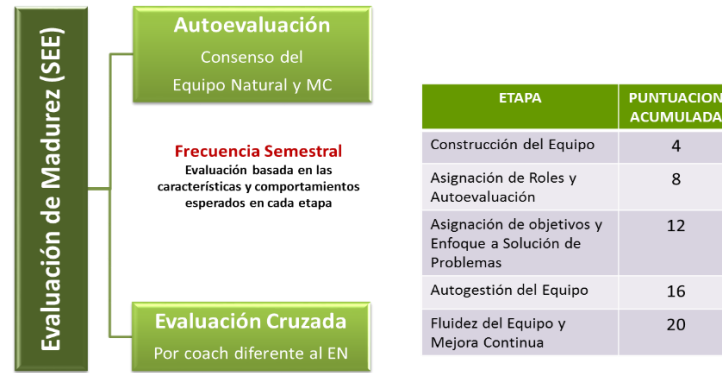 Evaluación de Madurez (SEE)
Autoevaluación
Consenso del
Equipo Natural y MC
Frecuencia Semestral
Evaluación basada en las
características y comportamientos
esperados en cada etapa
Evaluación Cruzada
Por coach diferente al EN
ETAPA PUNTUACION
ACUMULADA
Construcción del Equipo 4
Asignación de Roles y 8
Autoevaluación
Asignación de objetivos y 12
Enfoque a Solución de
Problemas
Autogestión del Equipo 16
Fluidez del Equipo y 20
Mejora Continua